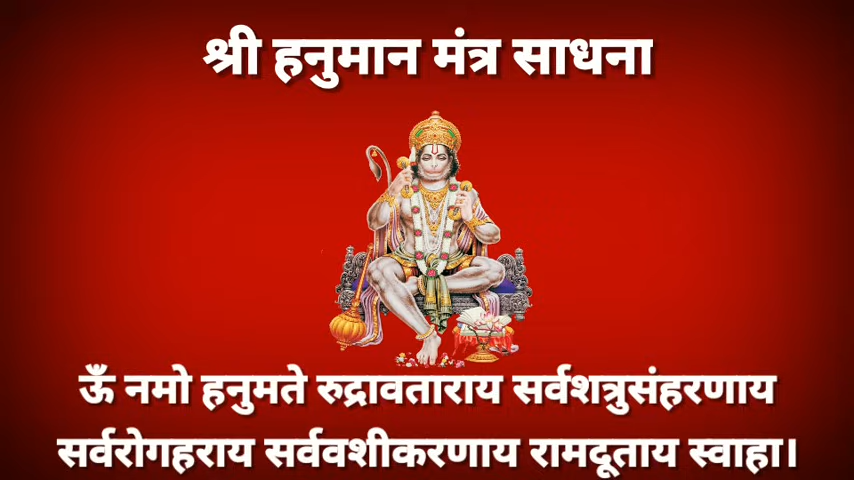 श्री हनुमान मंत्र साधना
ऊँ नमो हनुमते रुद्रावताराय सर्वशत्रुसंहरणाय
सर्वरोगहराय सर्ववशीकरणाय रामदूताय स्वाहा।